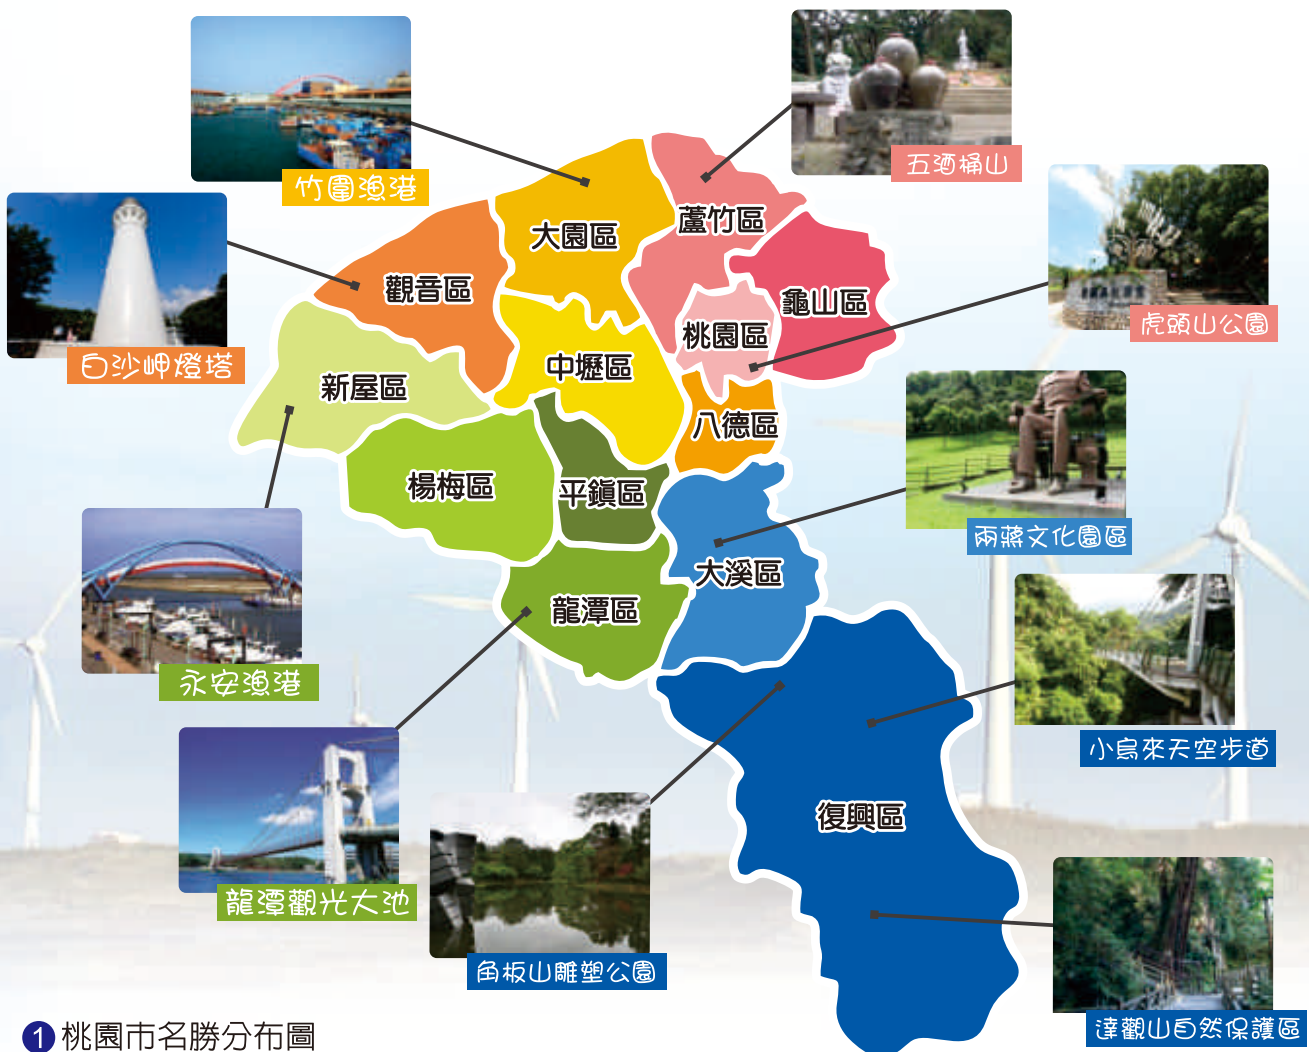 五酒桶山
竹圍漁港
虎頭山公園
大園區
蘆竹區
觀音區
龜山區
桃園區
白沙岬燈塔
中壢區
新屋區
八德區
楊梅區
平鎮區
兩蔣文化園區
大溪區
龍潭區
永安漁港
小烏來天空步道
復興區
龍潭觀光大池
角板山雕塑公園
達觀山自然保護區
1 桃園市名勝分布圖